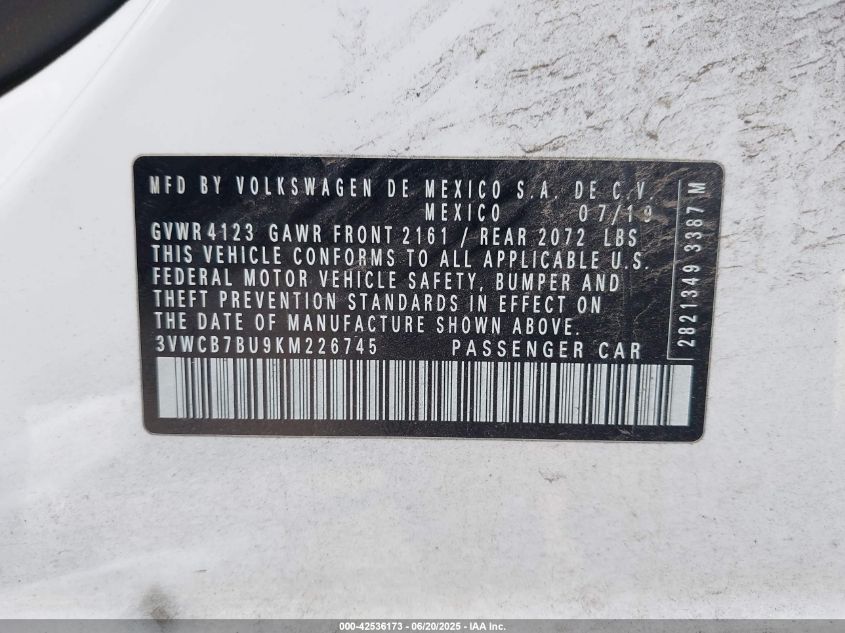 MFD BY VOLKSWAGEN DE MEXICO S.A. DE C.V.
MEXICO 07/19
GVWR 4123 GAWR FRONT 2161 / REAR 2072 LBS
THIS VEHICLE CONFORMS TO ALL APPLICABLE U.S.
FEDERAL MOTOR VEHICLE SAFETY, BUMPER AND
THEFT PREVENTION STANDARDS IN EFFECT ON
THE DATE OF MANUFACTURE SHOWN ABOVE.
3VWCB7BU9KM226745 PASSENGER CAR
2821349 3387 M
000-42536173 — 06/20/2025 — IAA Inc.